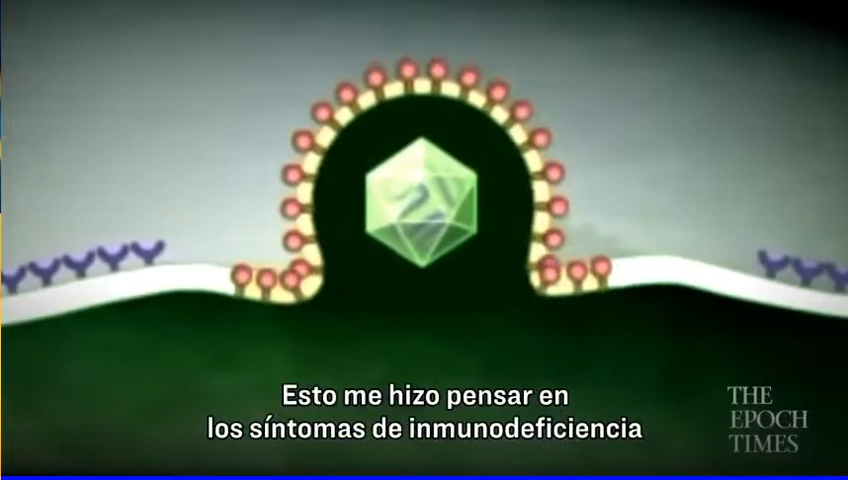 Esto me hizo pensar en
los síntomas de inmunodeficiencia
THE
EPOCH
TIMES